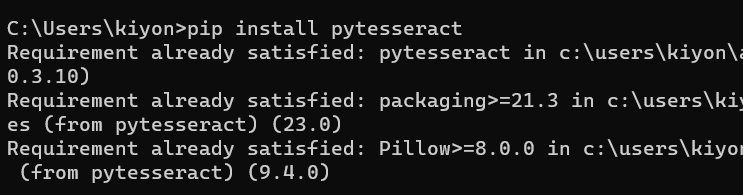 C:\Users\kiyon>pip install pytesseract
Requirement already satisfied: pytesseract in c:\users\kiyon\a
0.3.10)
Requirement already satisfied: packaging>=21.3 in c:\users\kiy
es (from pytesseract) (23.0)
Requirement already satisfied: Pillow>=8.0.0 in c:\users\kiyon
(from pytesseract) (9.4.0)